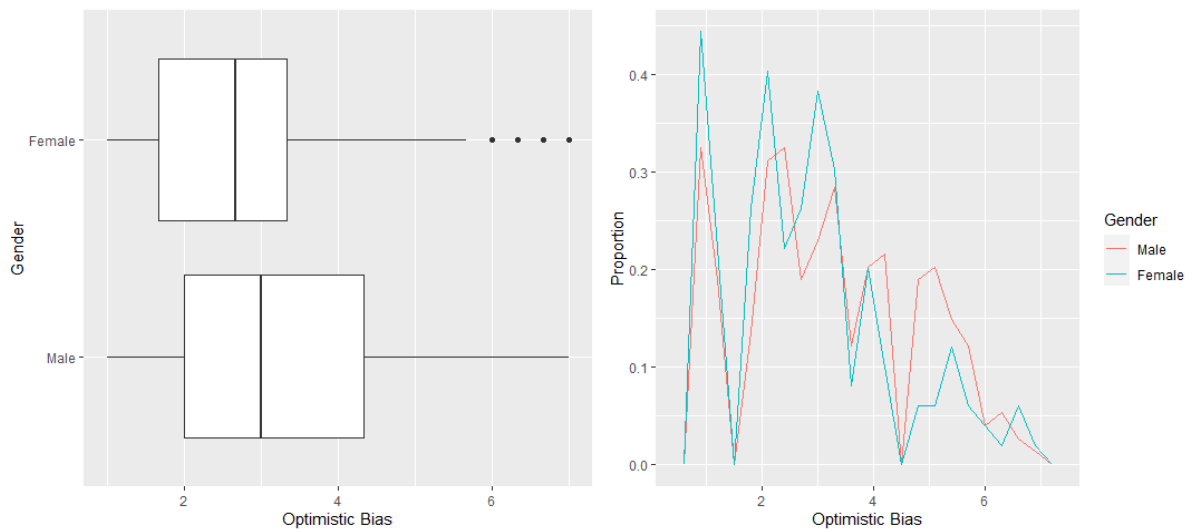 Gender
Female
Male
2
4
6
Optimistic Bias
Proportion
0.4
0.3
0.2
0.1
0.0
2
4
6
Optimistic Bias
Gender
Male
Female